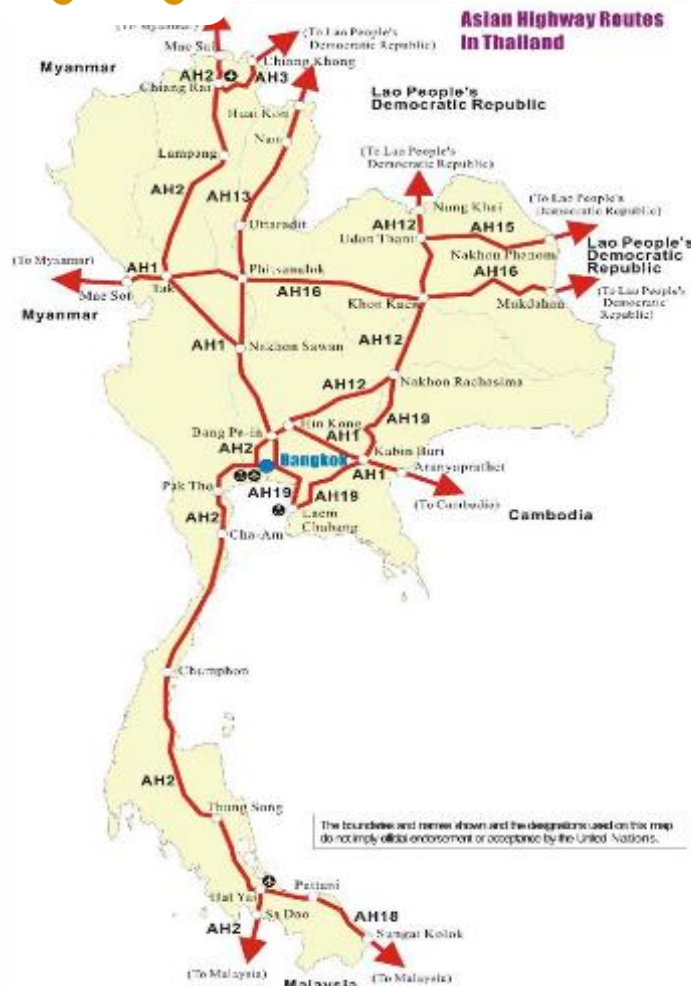 Asian Highway Routes
in Thailand
(To Myanmar)
Mae Sai
(To Lao People's
Democratic Republic)
Chiang Khong
Myanmar
AH2
AH3
Chiang Rai
Lao People's
Democratic Republic
Huai Kon
Nan
Lampang
(To Lao People's
Democratic Republic)
AH2
AH13
Nung Khai
(To Lao People's
Democratic Republic)
Uttaradit
AH12
AH15
Udon Thani
Nakhon Phanom
Lao People's
Democratic
Republic
(To Myanmar)
AH1
Tak
Phitsanulok
AH16
Mae Sot
AH16
Khon Kaen
MukDahan
(To Lao People's
Democratic
Republic)
Myanmar
AH1
Nakhon Sawan
AH12
AH12
Nakhon Rachasima
AH19
Hin Kong
Bang Pa-in
AH1
AH2
Kabin Buri
Bangkok
AH1
Aranyaprathet
Pak Tho
AH19
AH19
(To Cambodia)
Laem
Chabang
Cambodia
AH2
Cha-Am
Chumphon
AH2
Thung Song
The boundaries and names shown and the designations used on this map
do not imply official endorsement or acceptance by the United Nations.
Hat Yai
Pattani
Sa Dao
AH18
AH2
Sungai Kolok
(To Malaysia)
Malaysia
(To Malaysia)